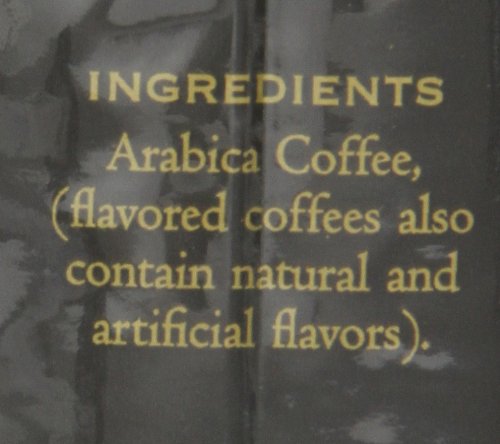 INGREDIENTS
Arabica Coffee,
(flavored coffees also
contain natural and
artificial flavors).